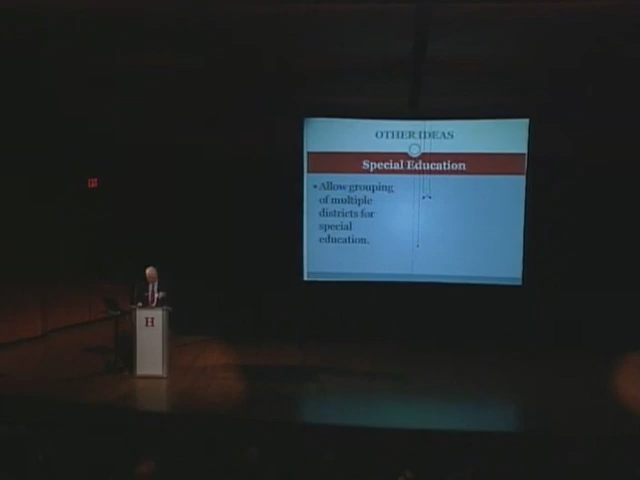 OTHER IDEAS
Special Education
• Allow grouping
of multiple
districts for
special
education.
H